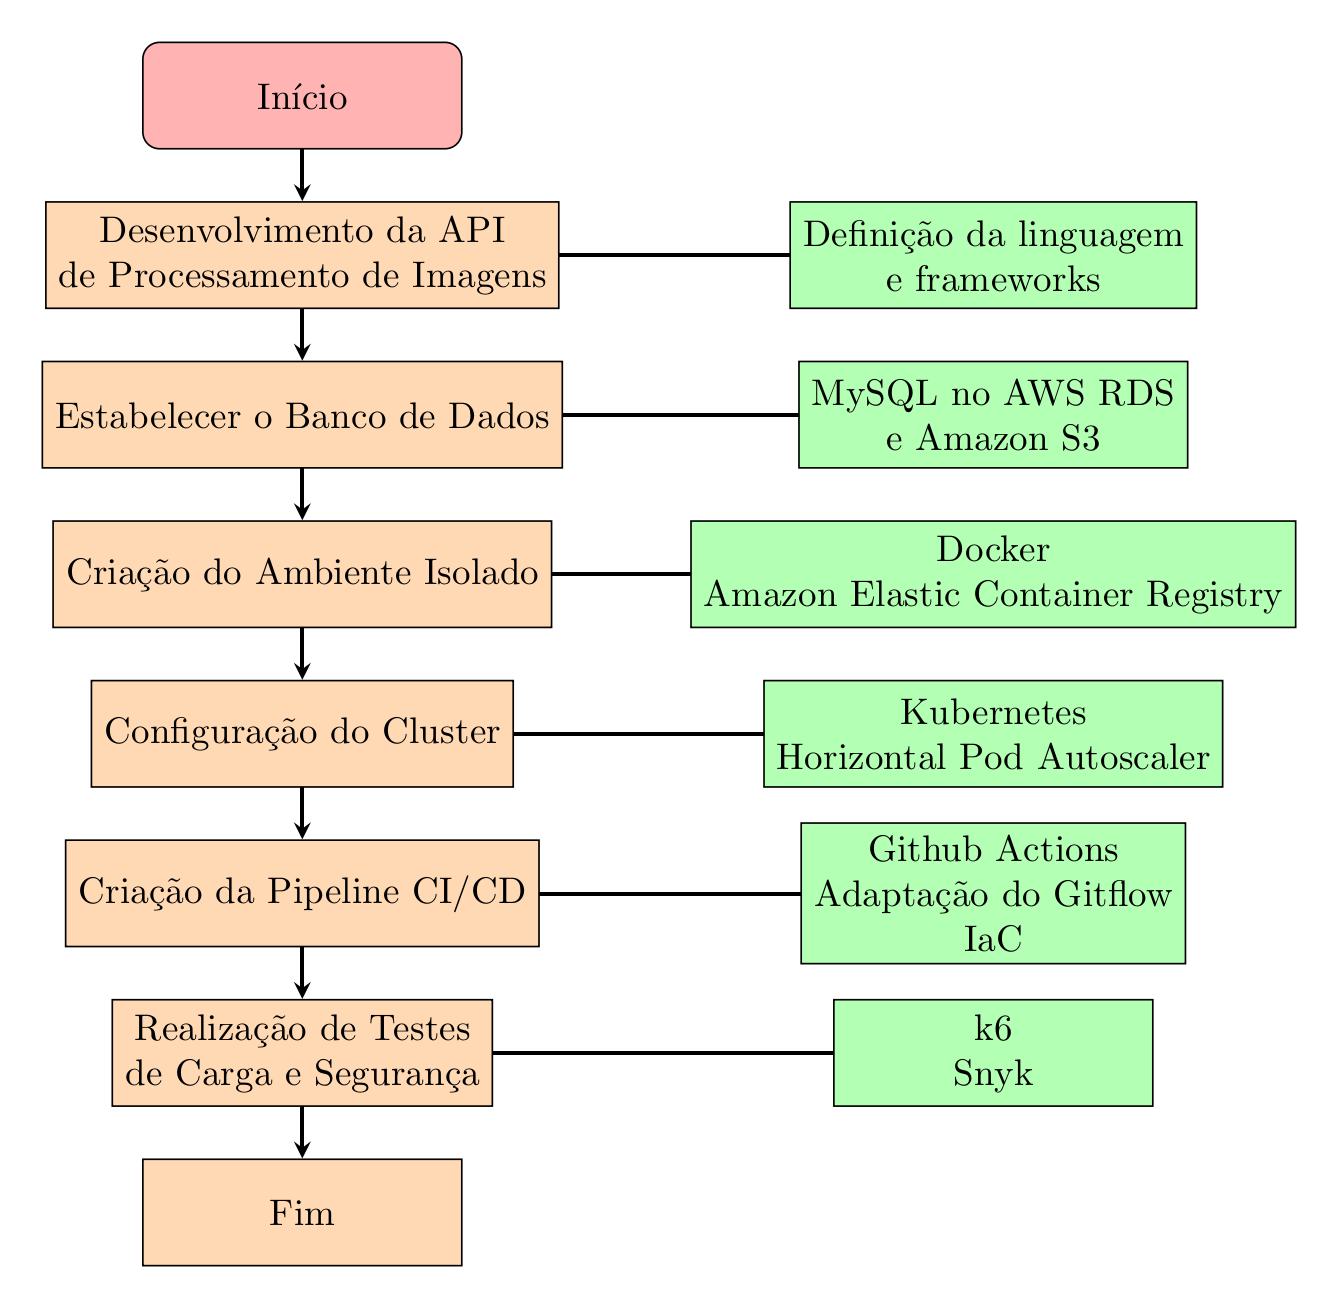 Início
Desenvolvimento da API
de Processamento de Imagens
Definição da linguagem
e frameworks
Estabelecer o Banco de Dados
MySQL no AWS RDS
e Amazon S3
Criação do Ambiente Isolado
Docker
Amazon Elastic Container Registry
Configuração do Cluster
Kubernetes
Horizontal Pod Autoscaler
Criação da Pipeline CI/CD
Github Actions
Adaptação do Gitflow
IaC
Realização de Testes
de Carga e Segurança
k6
Snyk
Fim